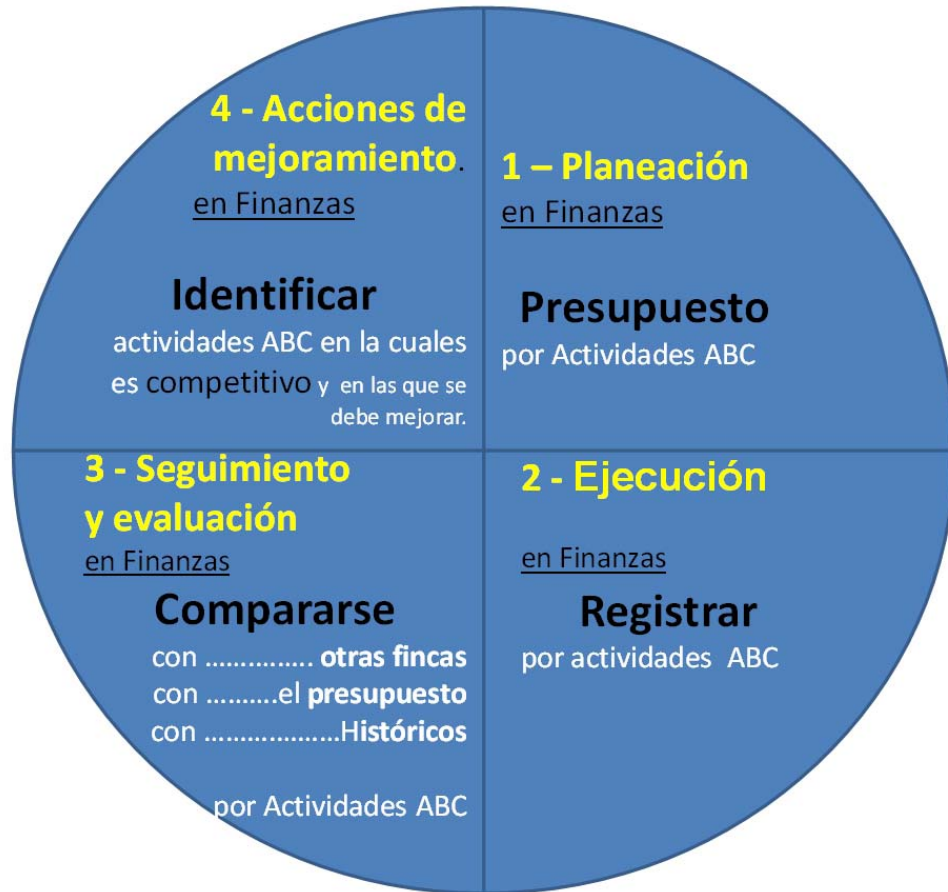 4 - Acciones de
mejoramiento.
en Finanzas
Identificar
actividades ABC en la cuales
es competitivo y en las que se
debe mejorar.
1 – Planeación
en Finanzas
Presupuesto
por Actividades ABC
3 - Seguimiento
y evaluación
en Finanzas
Compararse
con .............. otras fincas
con ..........el presupuesto
con ..................Históricos
por Actividades ABC
2 - Ejecución
en Finanzas
Registrar
por actividades ABC